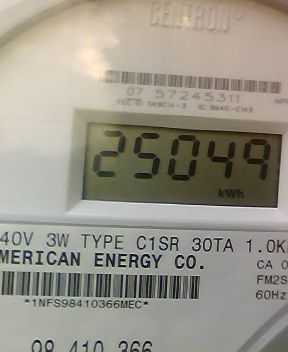 CENTRON®
07 57245311
25049
kWh
40V 3W TYPE C1SR 30TA 1.0K
MERICAN ENERGY CO.
CA 0
FM2S
60Hz
*1NFS98410366MEC*
98 410 366